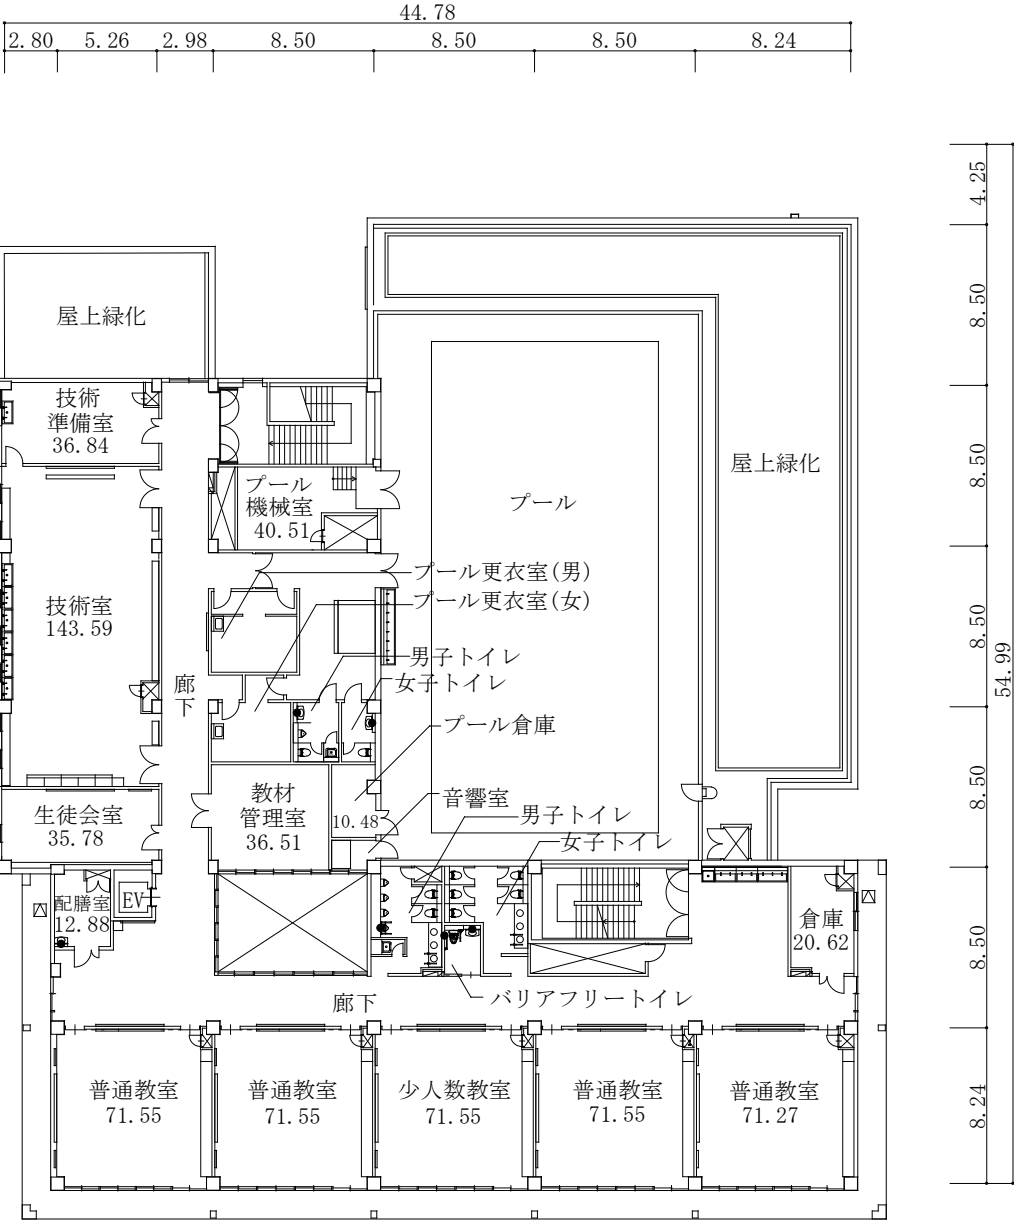 44.78
2.80 5.26 2.98 8.50 8.50 8.50 8.24
4.25
8.50
8.50
8.50
8.50
8.50
8.24
54.99
屋上緑化
技術
準備室
36.84
プール
機械室
40.51
プール
屋上緑化
プール更衣室(男)
プール更衣室(女)
技術室
143.59
男子トイレ
女子トイレ
廊
下
プール倉庫
教材
管理室
36.51
10.48
音響室
生徒会室
35.78
男子トイレ
女子トイレ
配膳室
12.88
EV
倉庫
20.62
バリアフリートイレ
廊下
普通教室
71.55
普通教室
71.55
少人数教室
71.55
普通教室
71.55
普通教室
71.27